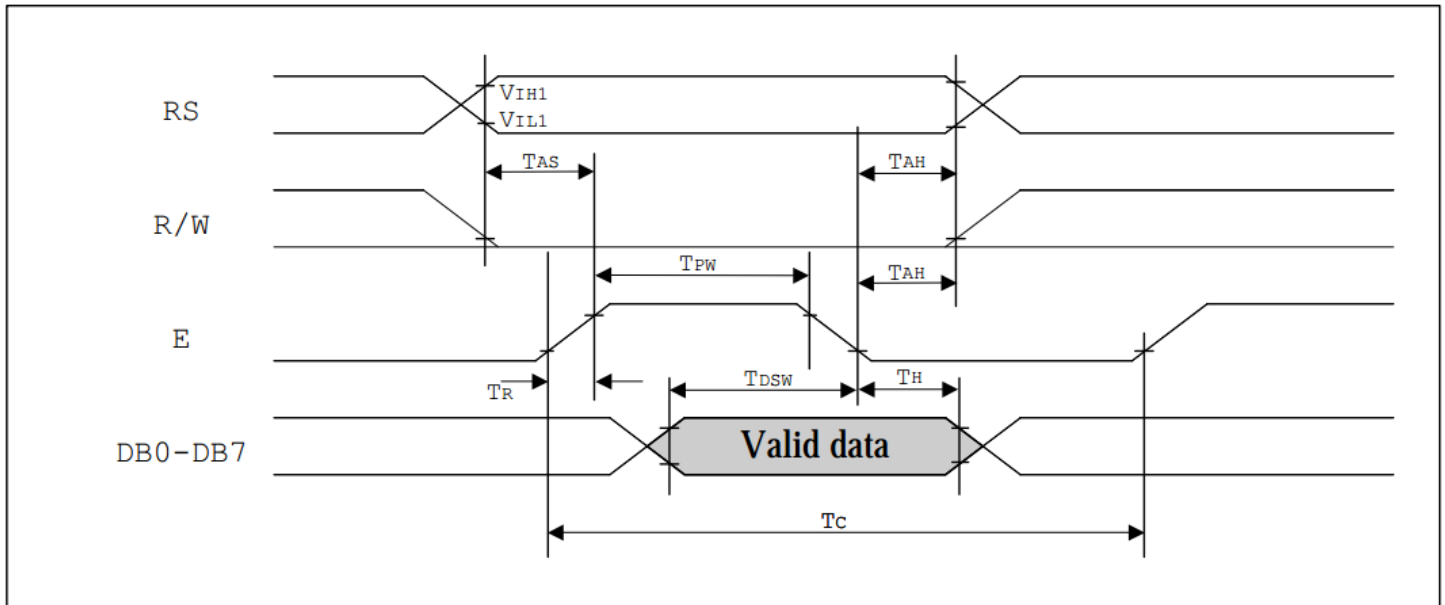 RS
VIH1
VIL1
TAS
TAH
R/W
TPW
TAH
E
TR
TDSW
TH
DB0-DB7
Valid data
TC